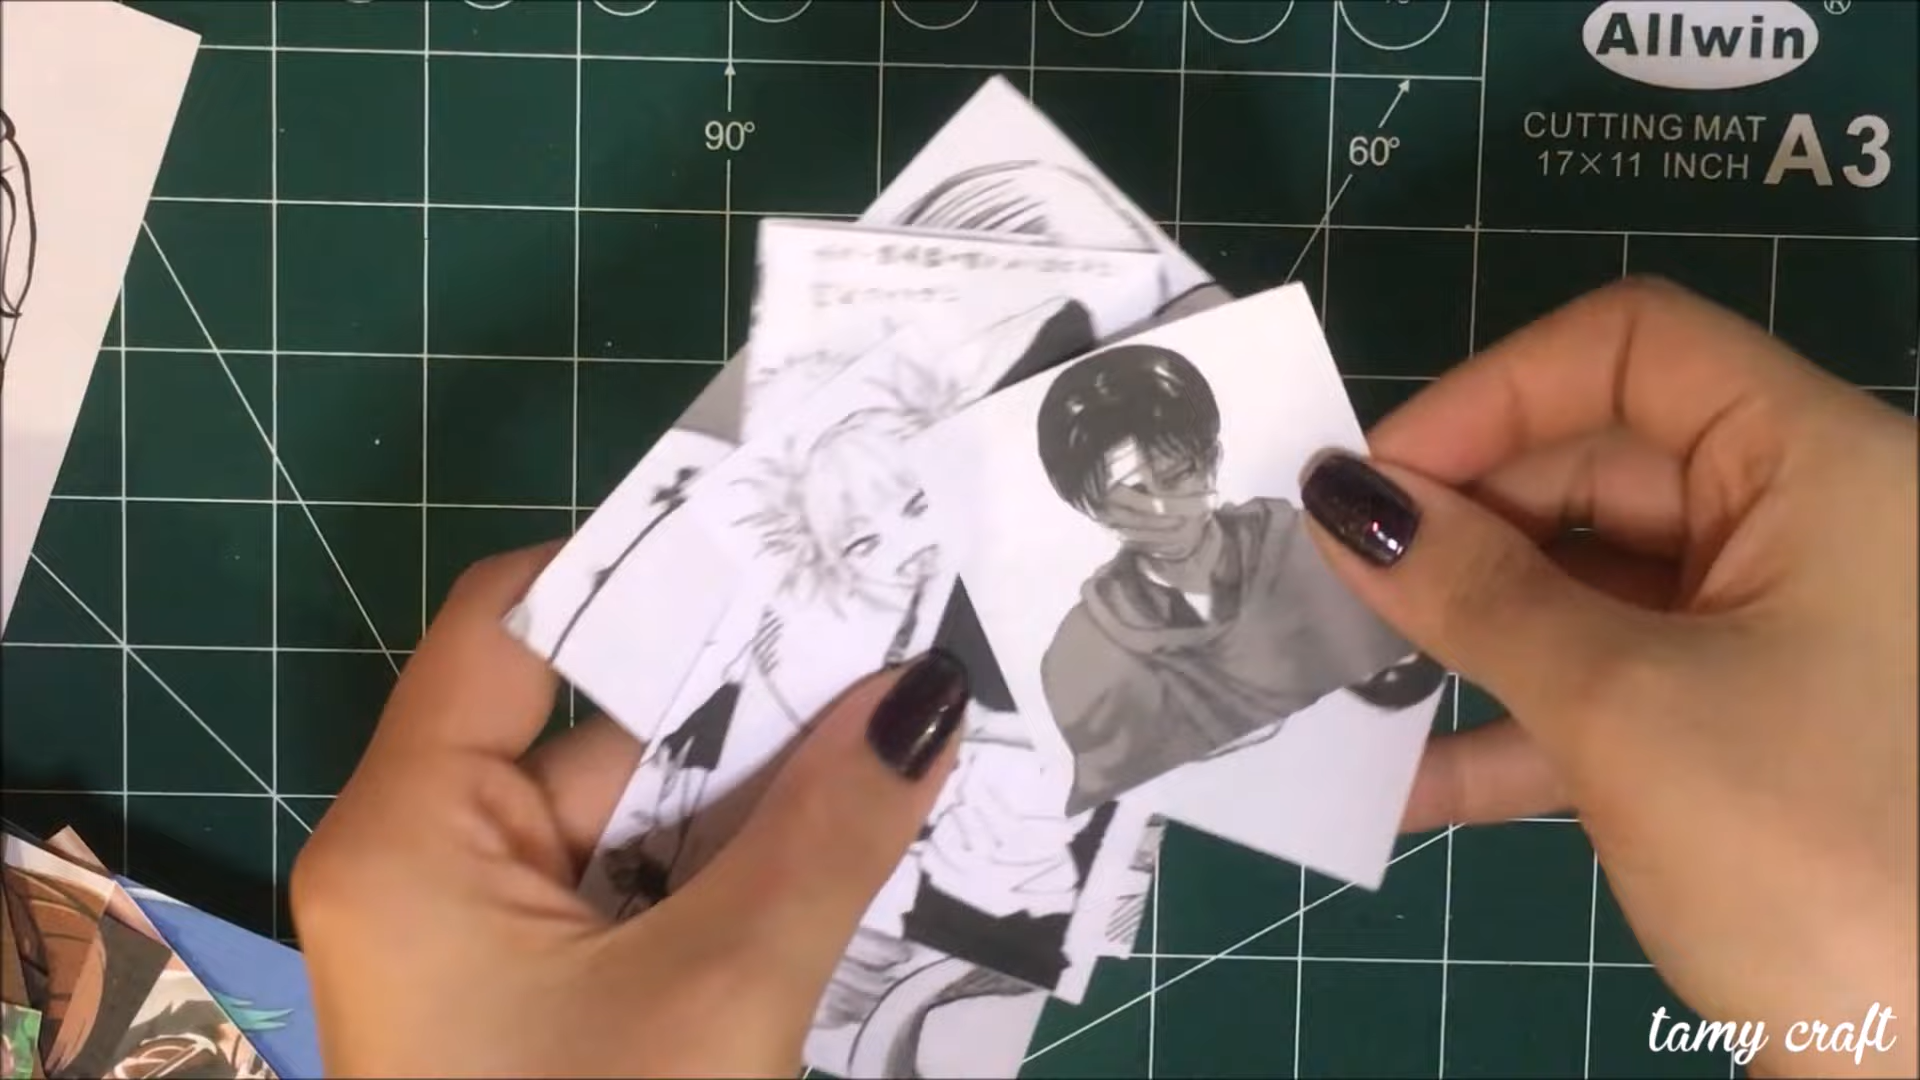 Allwin®
CUTTING MAT
17×11 INCH
A3
90°
60°
tamy craft